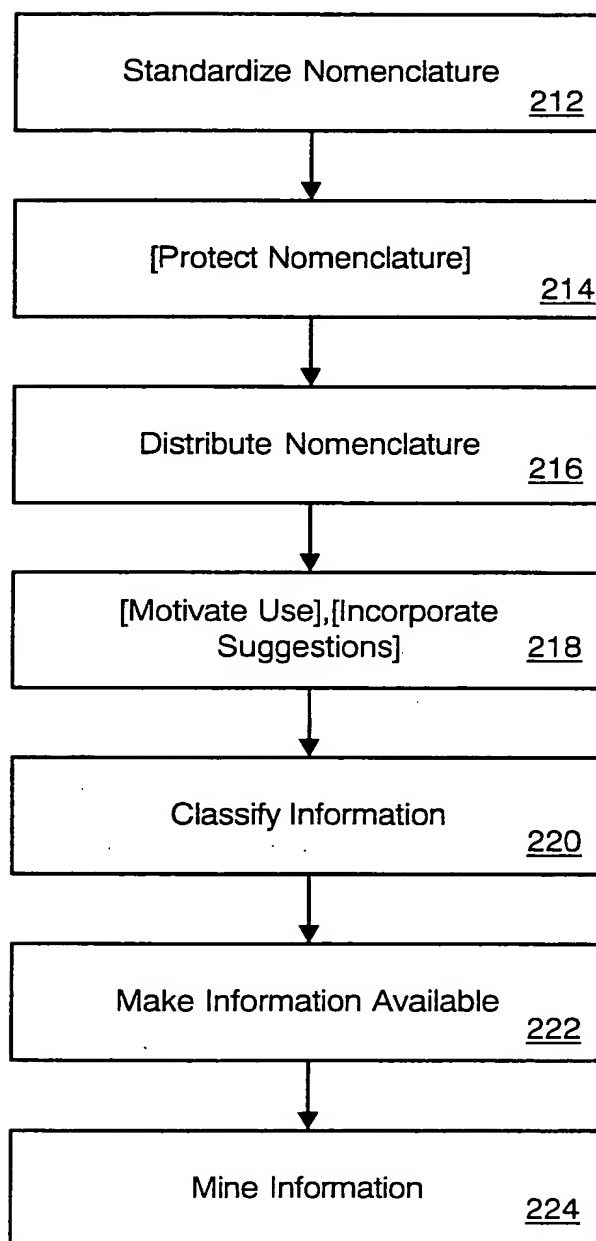 Standardize Nomenclature
212
[Protect Nomenclature]
214
Distribute Nomenclature
216
[Motivate Use],[Incorporate
Suggestions]
218
Classify Information
220
Make Information Available
222
Mine Information
224